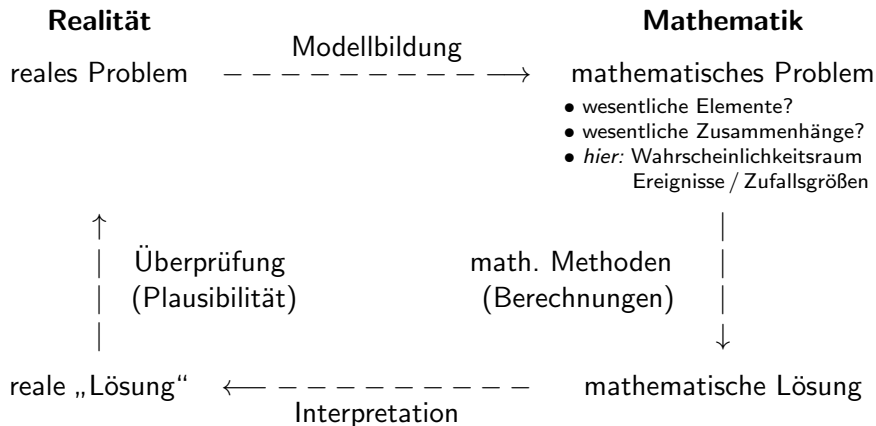 Realität
Mathematik
Modellbildung
reales Problem
mathematisches Problem
• wesentliche Elemente?
• wesentliche Zusammenhänge?
• hier: Wahrscheinlichkeitsraum
Ereignisse / Zufallsgrößen
Überprüfung
(Plausibilität)
math. Methoden
(Berechnungen)
reale „Lösung“
mathematische Lösung
Interpretation